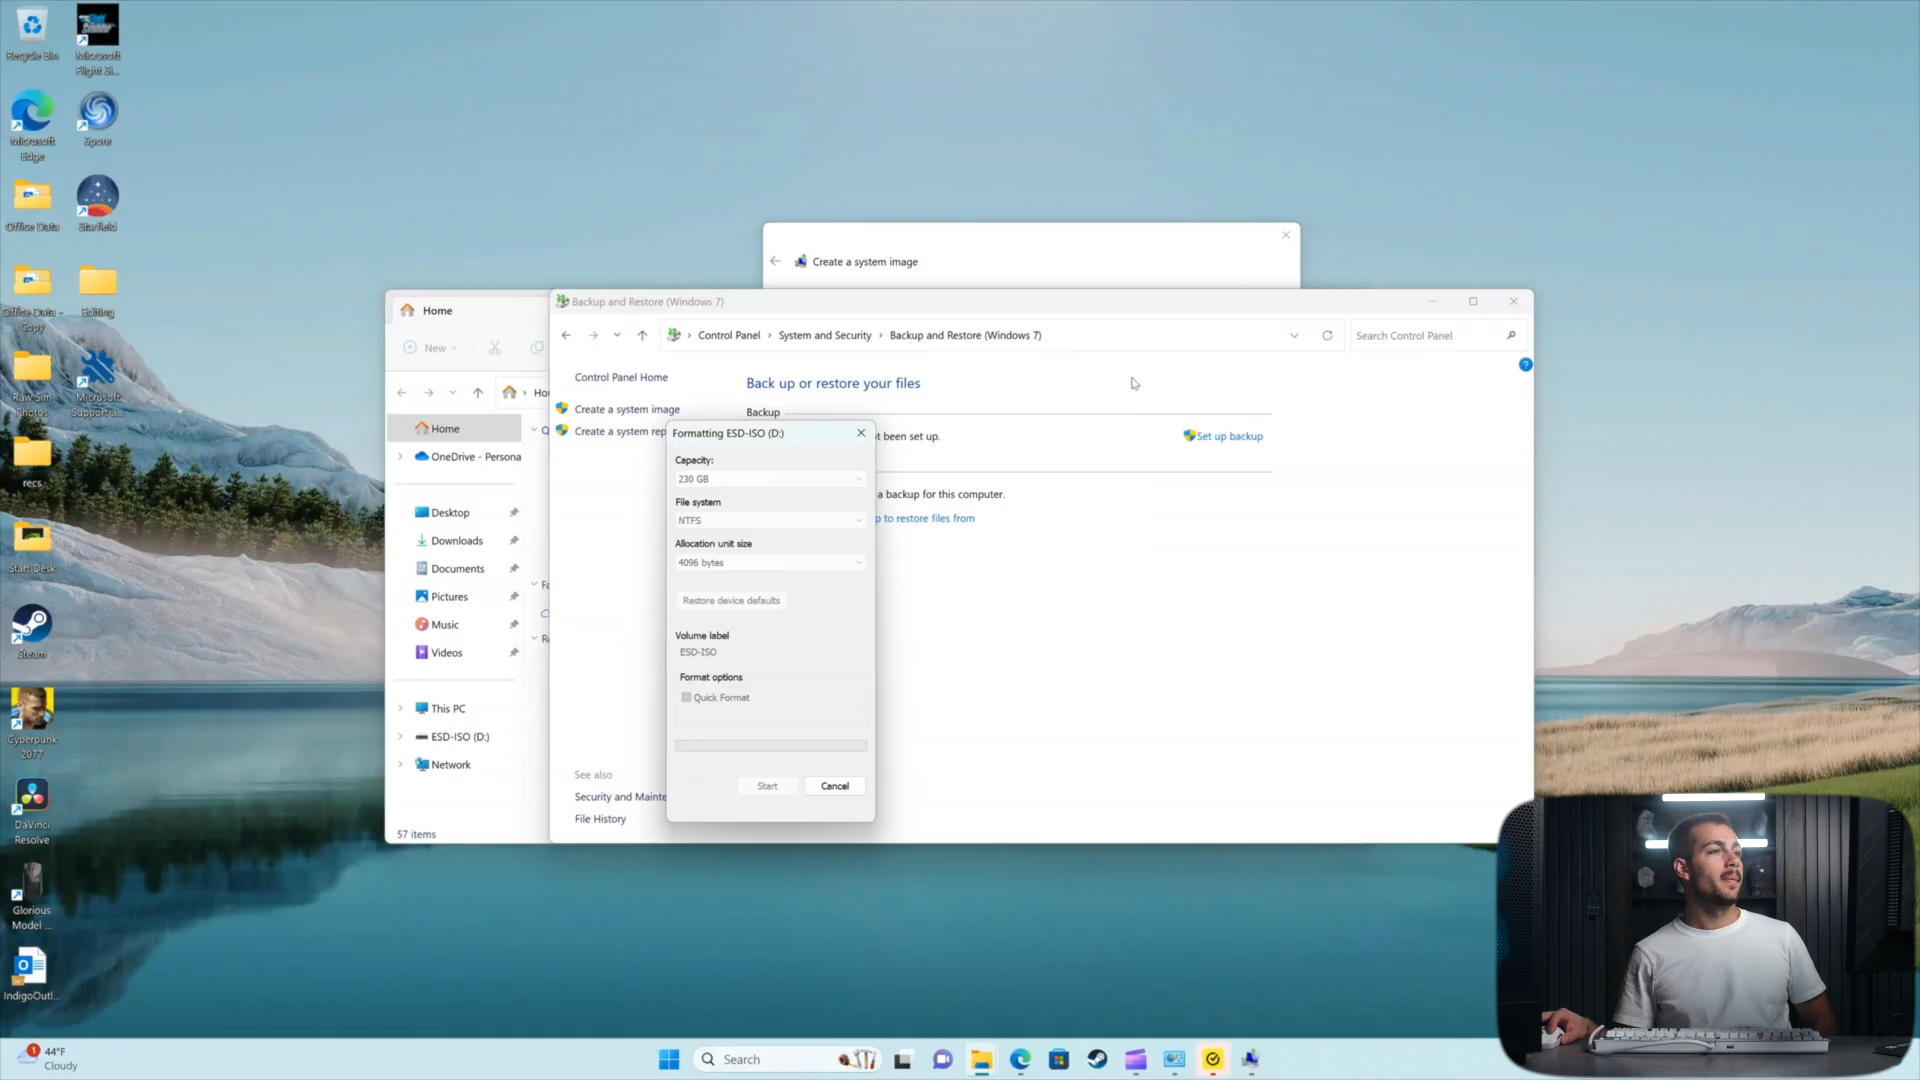 Recycle Bin
Microsoft
Flight Si...
Microsoft
Edge
Spore
Office Data
Starfield
Office Data -
Copy
Editing
Raw Sim
Photos
Microsoft
Supporta...
recs
Start Desk
Steam
Cyberpunk
2077
DaVinci
Resolve
Glorious
Model ...
IndigoOutl...
Create a system image
Home
New
Home
OneDrive - Persona
Desktop
Downloads
Documents
Pictures
Music
Videos
This PC
ESD-ISO (D:)
Network
57 items
Backup and Restore (Windows 7)
Control Panel › System and Security › Backup and Restore (Windows 7)
Search Control Panel
Control Panel Home
Create a system image
Create a system rep
See also
Security and Mainte
File History
Back up or restore your files
Backup
t been set up.
Set up backup
a backup for this computer.
p to restore files from
Formatting ESD-ISO (D:)
Capacity:
230 GB
File system
NTFS
Allocation unit size
4096 bytes
Restore device defaults
Volume label
ESD-ISO
Format options
Quick Format
Start
Cancel
1
44°F
Cloudy
Search